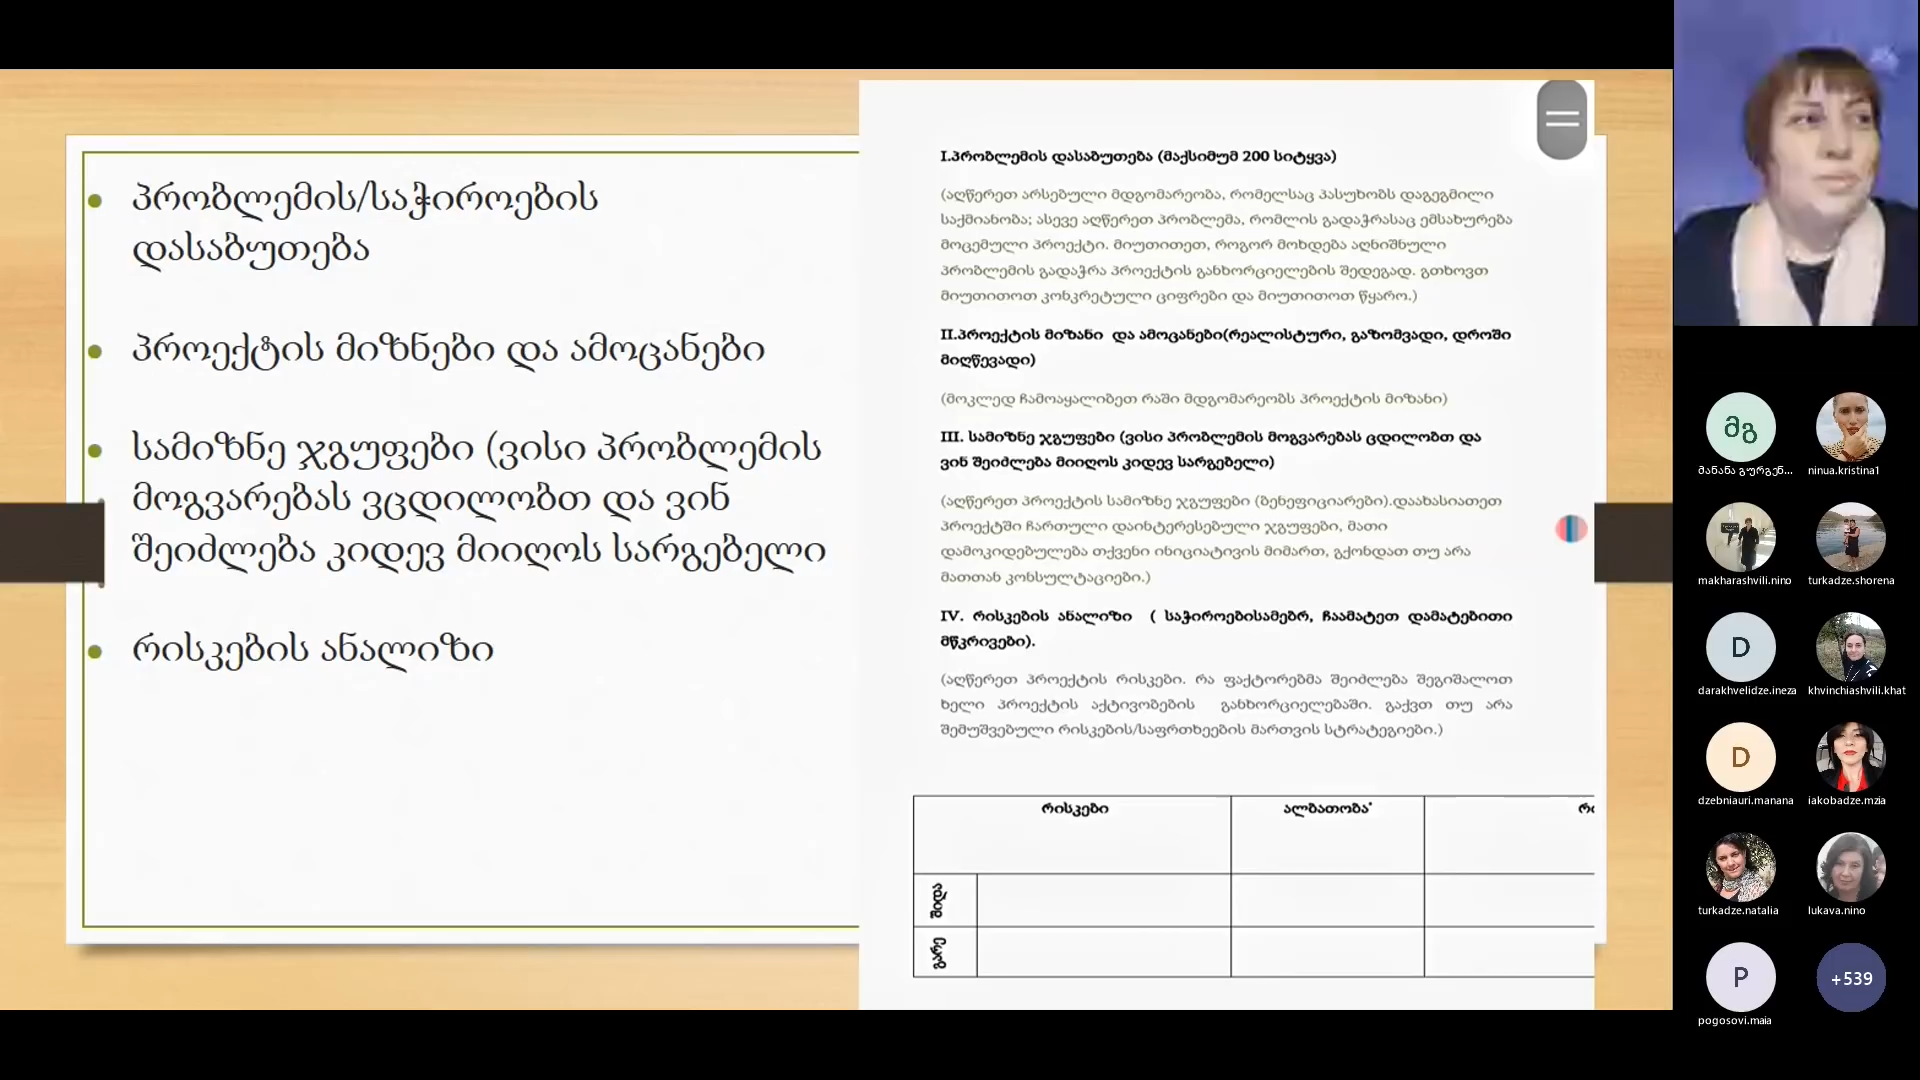 პრობლემის/საჭიროების
დასაბუთება
პროექტის მიზნები და ამოცანები
სამიზნე ჯგუფები (ვისი პრობლემის
მოგვარებას ვცდილობთ და ვინ
შეიძლება კიდევ მიიღოს სარგებელი
რისკების ანალიზი
I.პრობლემის დასაბუთება (მაქსიმუმ 200 სიტყვა)
(აღწერეთ არსებული მდგომარეობა, რომელსაც პასუხობს დაგეგმილი
საქმიანობა; ასევე აღწერეთ პრობლემა, რომლის გადაჭრასაც ემსახურება
მოცემული პროექტი. მიუთითეთ, როგორ მოხდება აღნიშნული
პრობლემის გადაჭრა პროექტის განხორციელების შედეგად. გთხოვთ
მიუთითოთ კონკრეტული ციფრები და მიუთითოთ წყარო.)
II.პროექტის მიზანი და ამოცანები(რეალისტური, გაზომვადი, დროში
მიღწევადი)
(მოკლედ ჩამოაყალიბეთ რაში მდგომარეობს პროექტის მიზანი)
III. სამიზნე ჯგუფები (ვისი პრობლემის მოგვარებას ცდილობთ და
ვინ შეიძლება მიიღოს კიდევ სარგებელი)
(აღწერეთ პროექტის სამიზნე ჯგუფები (ბენეფიციარები).დაახასიათეთ
პროექტში ჩართული დაინტერესებული ჯგუფები, მათი
დამოკიდებულება თქვენი ინიციატივის მიმართ, გქონდათ თუ არა
მათთან კონსულტაციები.)
IV. რისკების ანალიზი ( საჭიროებისამებრ, ჩაამატეთ დამატებითი
მწკრივები).
(აღწერეთ პროექტის რისკები. რა ფაქტორებმა შეიძლება შეგიშალოთ
ხელი პროექტის აქტივობების განხორციელებაში. გაქვთ თუ არა
შემუშვებული რისკების/საფრთხეების მართვის სტრატეგიები.)
რისკები ალბათობა*
შიდა
გარე
მგ
მანანა გურგენ... ninua.kristina1
makharashvili.nino turkadze.shorena
D
darakhvelidze.ineza khvinchiashvili.khat
D
dzebniauri.manana iakobadze.mzia
turkadze.natalia lukava.nino
P +539
pogosovi.maia